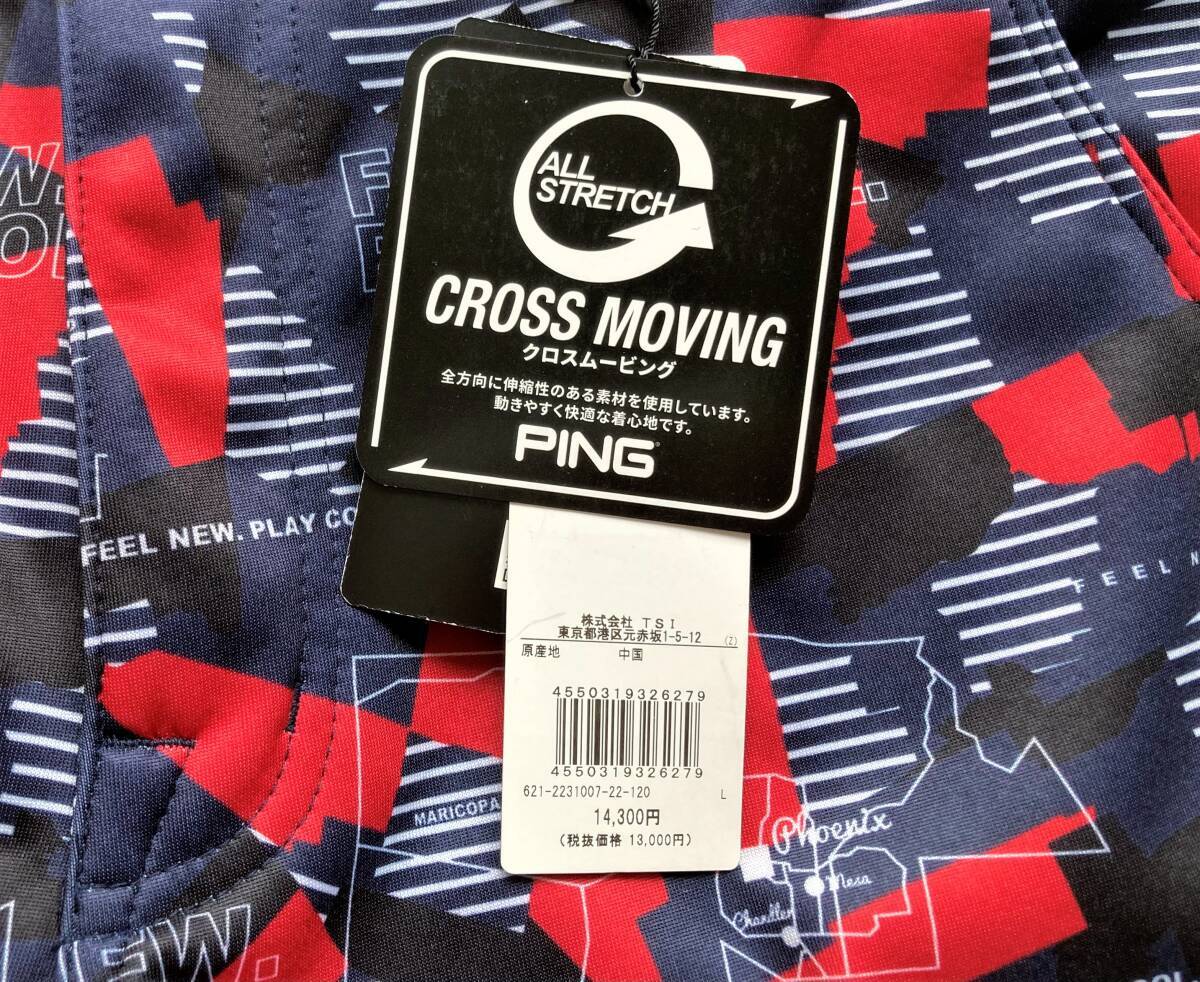 ALL
STRETCH
CROSS MOVING
クロスムービング
全方向に伸縮性のある素材を使用しています。
動きやすく快適な着心地です。
PING
株式会社 TSI
東京都港区元赤坂1-5-12 (Z)
原産地 中国
4550319326279
4550319326279
621-2231007-22-120 L
14,300円
(税抜価格 13,000円)
FEEL NEW. PLAY CO
FEEL N
MARICOPA
Phoenix
Mesa
Chandler
EW.